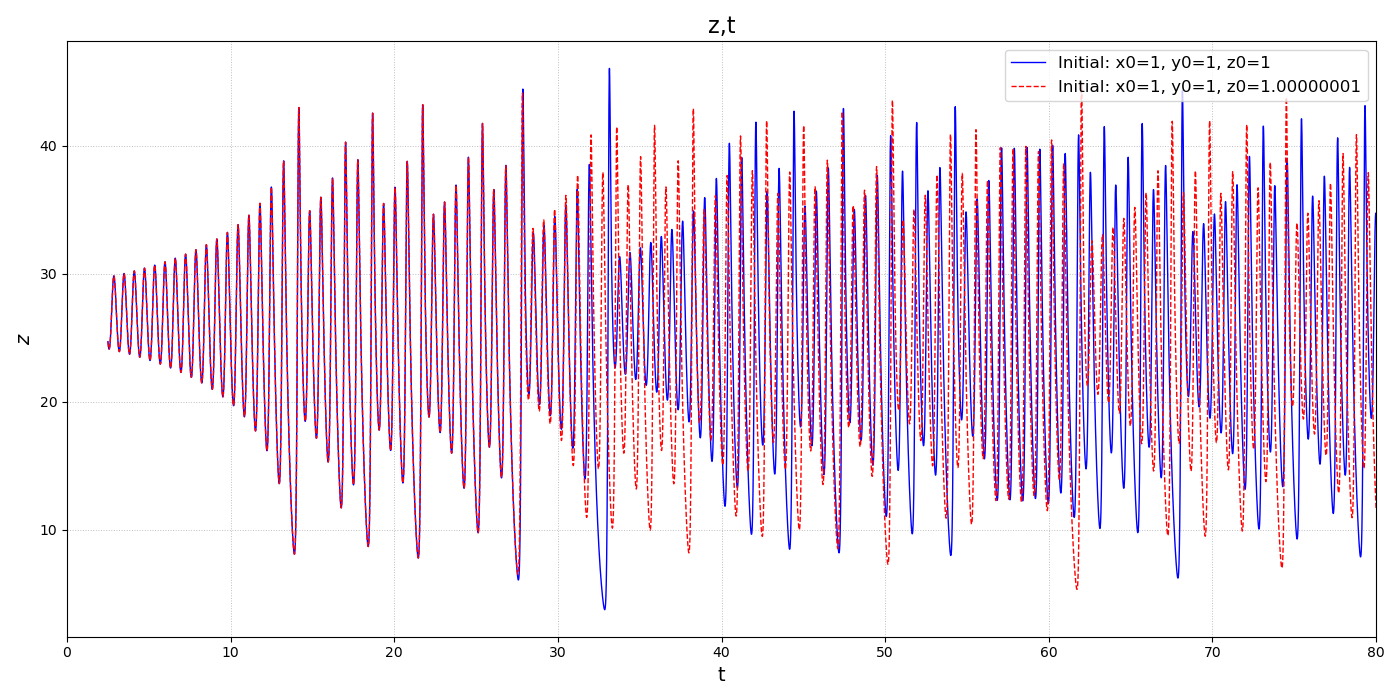 z,t
Initial: x0=1, y0=1, z0=1
Initial: x0=1, y0=1, z0=1.00000001
z
40
30
20
10
0 10 20 30 40 50 60 70 80
t